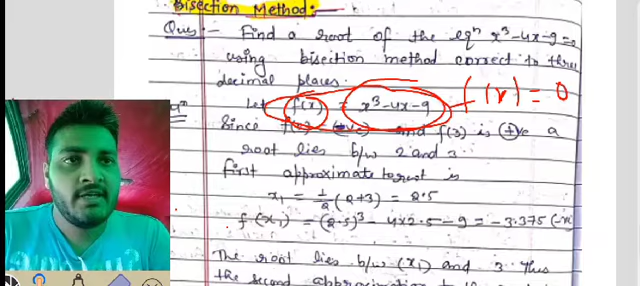 Bisection Method:-
Ques:- Find a root of the eqⁿ x³-4x-9=0
using bisection method correct to three
decimal places.
Let f(x) = x³-4x-9 f(x) = 0
Since f(2) (-ve) and f(3) is (+)ve a
root lies b/w 2 and 3.
first approximate is
x₁ = 1/2 (2+3) = 2.5
f(x₁) = (2.5)³ - 4x2.5 - 9 = -3.375 (-ve
The root lies b/w (x₁) and 3. Thus
the second